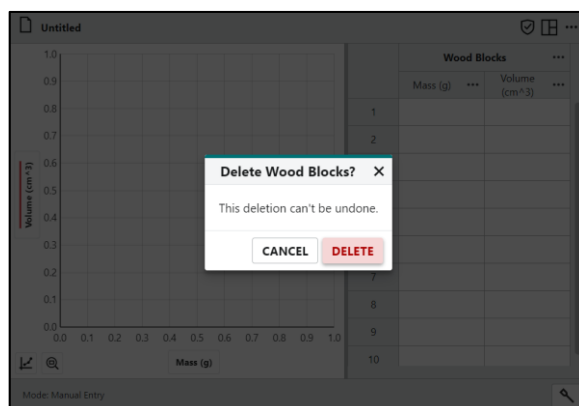 Untitled
1.0
0.9
0.8
0.7
0.6
0.5
0.4
0.3
0.2
0.1
0.0
Volume (cm^3)
0.0 0.1 0.2 0.3 0.4 0.5 0.6 0.7 0.8 0.9 1.0
Mass (g)
Wood Blocks
Mass (g) Volume (cm^3)
1
2
7
8
9
10
Delete Wood Blocks?
This deletion can't be undone.
CANCEL DELETE
Mode: Manual Entry